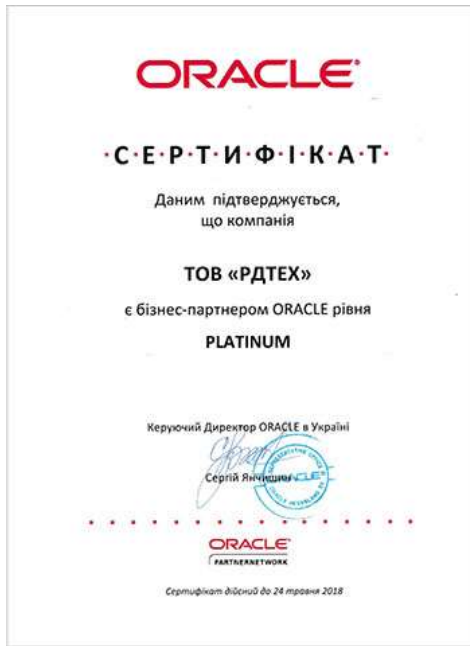 ORACLE
·С·Е·Р·Т·И·Ф·І·К·А·Т·
Даним підтверджується,
що компанія
ТОВ «РДТЕХ»
є бізнес-партнером ORACLE рівня
PLATINUM
Керуючий Директор ORACLE в Україні
Сергій Янчишин
ORACLE
PARTNERNETWORK
Сертифікат дійсний до 24 травня 2018